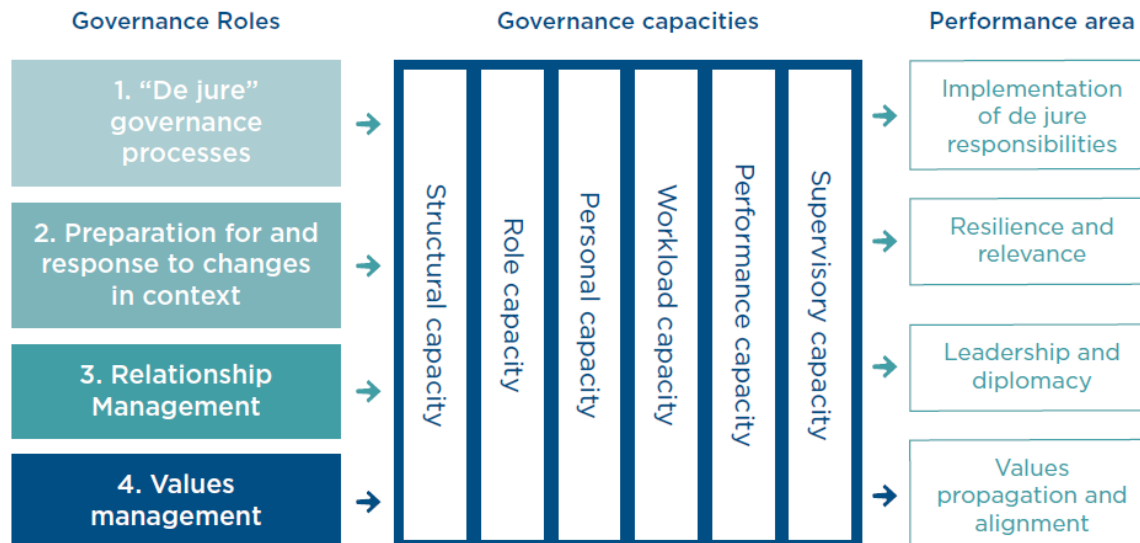 Governance Roles
Governance capacities
Performance area
1. “De jure”
governance
processes
2. Preparation for and
response to changes
in context
3. Relationship
Management
4. Values
management
Structural capacity
Role capacity
Personal capacity
Workload capacity
Performance capacity
Supervisory capacity
Implementation
of de jure
responsibilities
Resilience and
relevance
Leadership and
diplomacy
Values
propagation and
alignment